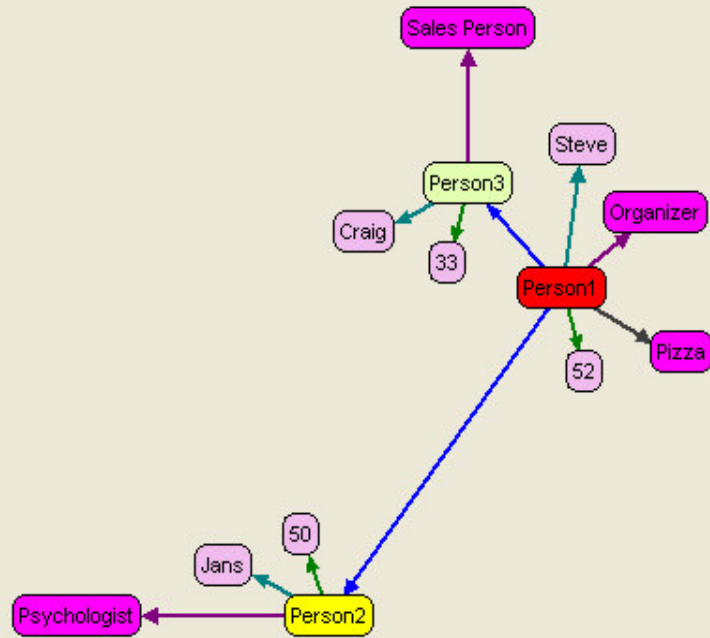 Sales Person
Steve
Person3
Organizer
Craig
33
Person1
Pizza
52
50
Jans
Psychologist
Person2